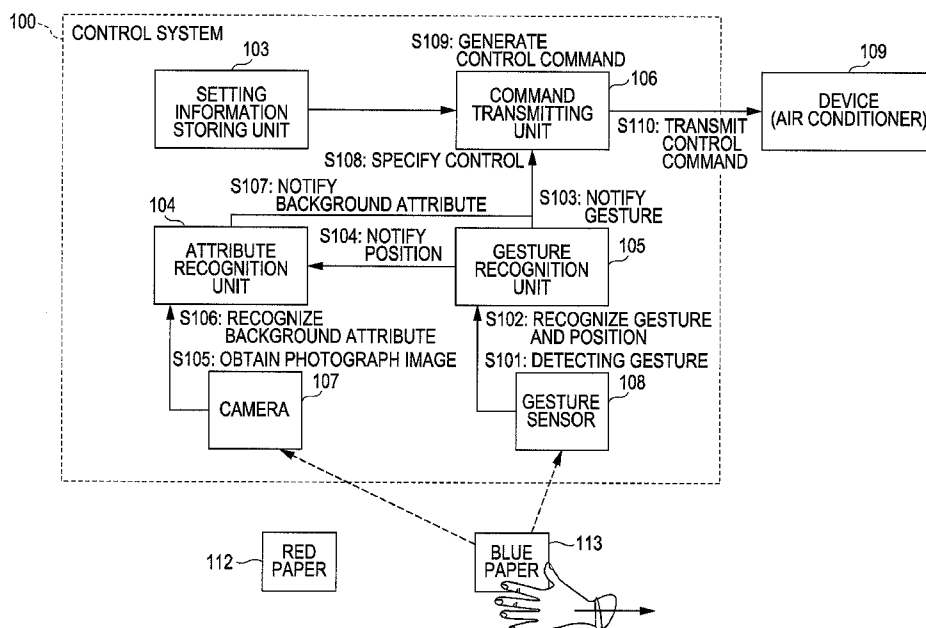 100
CONTROL SYSTEM
103
SETTING
INFORMATION
STORING UNIT
S109: GENERATE
CONTROL COMMAND
106
COMMAND
TRANSMITTING
UNIT
109
DEVICE
(AIR CONDITIONER)
S110: TRANSMIT
CONTROL
COMMAND
S108: SPECIFY CONTROL
S107: NOTIFY
BACKGROUND ATTRIBUTE
S103: NOTIFY
GESTURE
104
ATTRIBUTE
RECOGNITION
UNIT
S104: NOTIFY
POSITION
GESTURE
RECOGNITION
UNIT
105
S106: RECOGNIZE
BACKGROUND ATTRIBUTE
S105: OBTAIN PHOTOGRAPH IMAGE
S102: RECOGNIZE GESTURE
AND POSITION
S101: DETECTING GESTURE
107
CAMERA
108
GESTURE
SENSOR
112
RED
PAPER
113
BLUE
PAPER